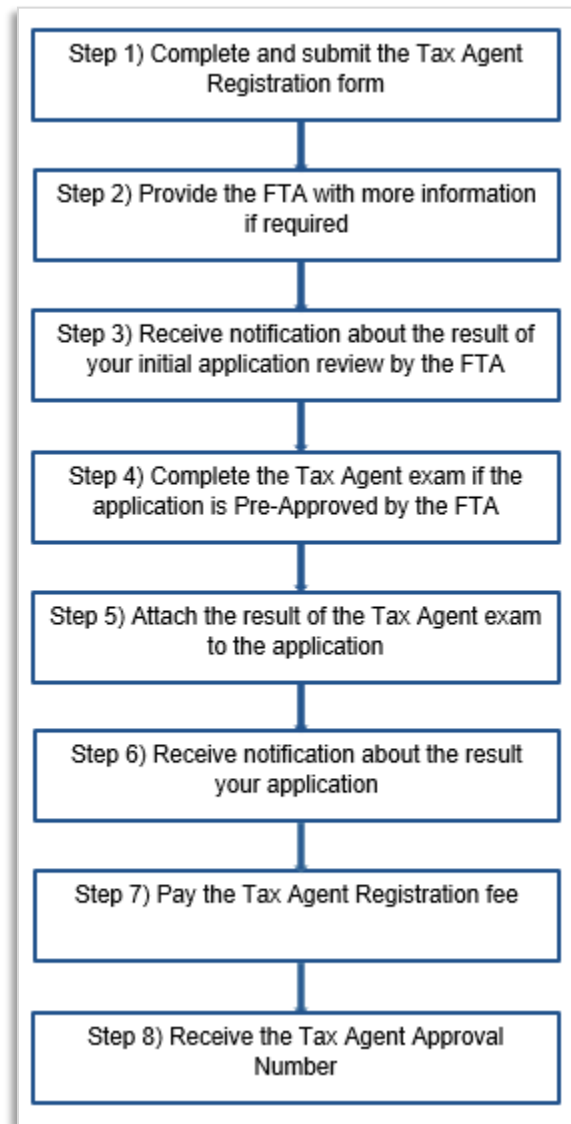 Step 1) Complete and submit the Tax Agent
Registration form
Step 2) Provide the FTA with more information
if required
Step 3) Receive notification about the result of
your initial application review by the FTA
Step 4) Complete the Tax Agent exam if the
application is Pre-Approved by the FTA
Step 5) Attach the result of the Tax Agent exam
to the application
Step 6) Receive notification about the result
your application
Step 7) Pay the Tax Agent Registration fee
Step 8) Receive the Tax Agent Approval
Number